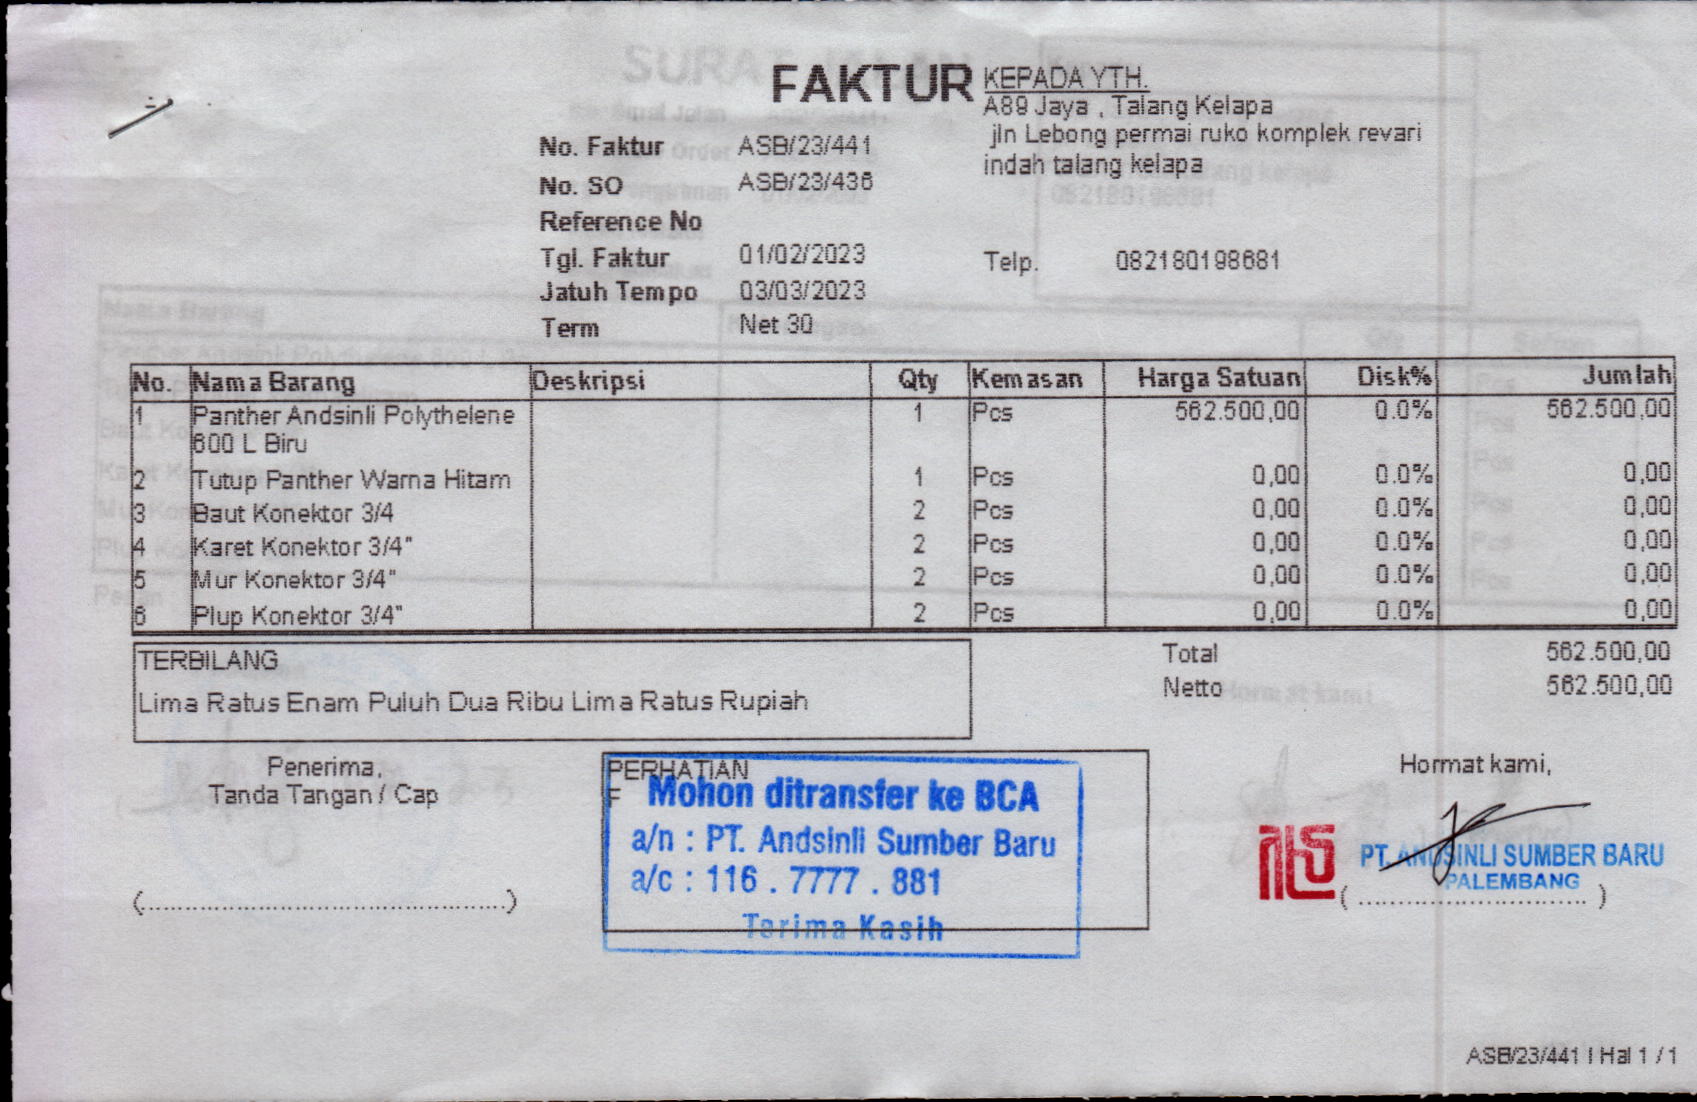 FAKTUR
KEPADA YTH.
A89 Jaya , Talang Kelapa
jln Lebong permai ruko komplek revari
indah talang kelapa
No. Faktur ASB/23/441
No. SO ASB/23/436
Reference No
Tgl. Faktur 01/02/2023
Telp. 082180198681
Jatuh Tempo 03/03/2023
Term Net 30
No. Nama Barang Deskripsi Qty Kemasan Harga Satuan Disk% Jumlah
1 Panther Andsinli Polythelene 1 Pcs 562.500,00 0.0% 562.500,00
600 L Biru
2 Tutup Panther Warna Hitam 1 Pcs 0,00 0.0% 0,00
3 Baut Konektor 3/4 2 Pcs 0,00 0.0% 0,00
4 Karet Konektor 3/4" 2 Pcs 0,00 0.0% 0,00
5 Mur Konektor 3/4" 2 Pcs 0,00 0.0% 0,00
6 Plup Konektor 3/4" 2 Pcs 0,00 0.0% 0,00
TERBILANG
Lima Ratus Enam Puluh Dua Ribu Lima Ratus Rupiah
Total 562.500,00
Netto 562.500,00
Penerima,
Tanda Tangan / Cap
(............................................)
PERHATIAN
F
Mohon ditransfer ke BCA
a/n : PT. Andsinli Sumber Baru
a/c : 116 . 7777 . 881
Terima Kasih
Hormat kami,
PT. ANDSINLI SUMBER BARU
PALEMBANG
(............................)
ASB/23/441 | Hal 1 / 1